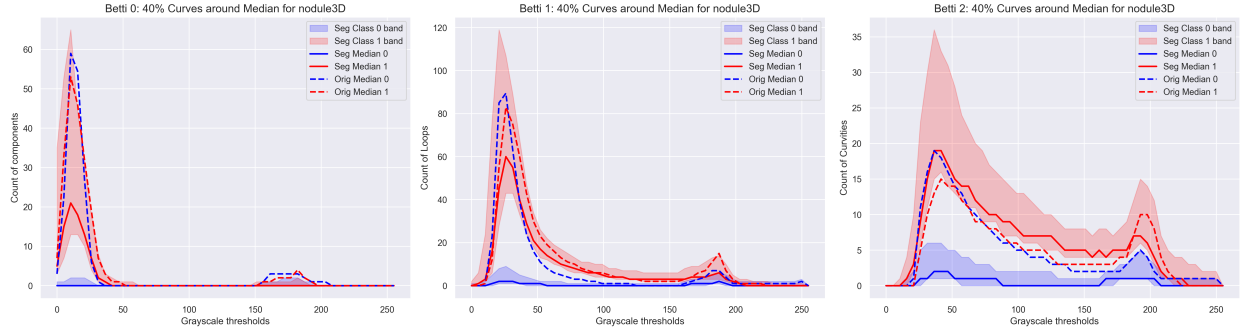 Betti 0: 40% Curves around Median for nodule3D
Count of components
60
50
40
30
20
10
0
0
50
100
150
200
250
Grayscale thresholds
Seg Class 0 band
Seg Class 1 band
Seg Median 0
Seg Median 1
Orig Median 0
Orig Median 1
Betti 1: 40% Curves around Median for nodule3D
Count of Loops
120
100
80
60
40
20
0
0
50
100
150
200
250
Grayscale thresholds
Seg Class 0 band
Seg Class 1 band
Seg Median 0
Seg Median 1
Orig Median 0
Orig Median 1
Betti 2: 40% Curves around Median for nodule3D
Count of Curvities
35
30
25
20
15
10
5
0
0
50
100
150
200
250
Grayscale thresholds
Seg Class 0 band
Seg Class 1 band
Seg Median 0
Seg Median 1
Orig Median 0
Orig Median 1